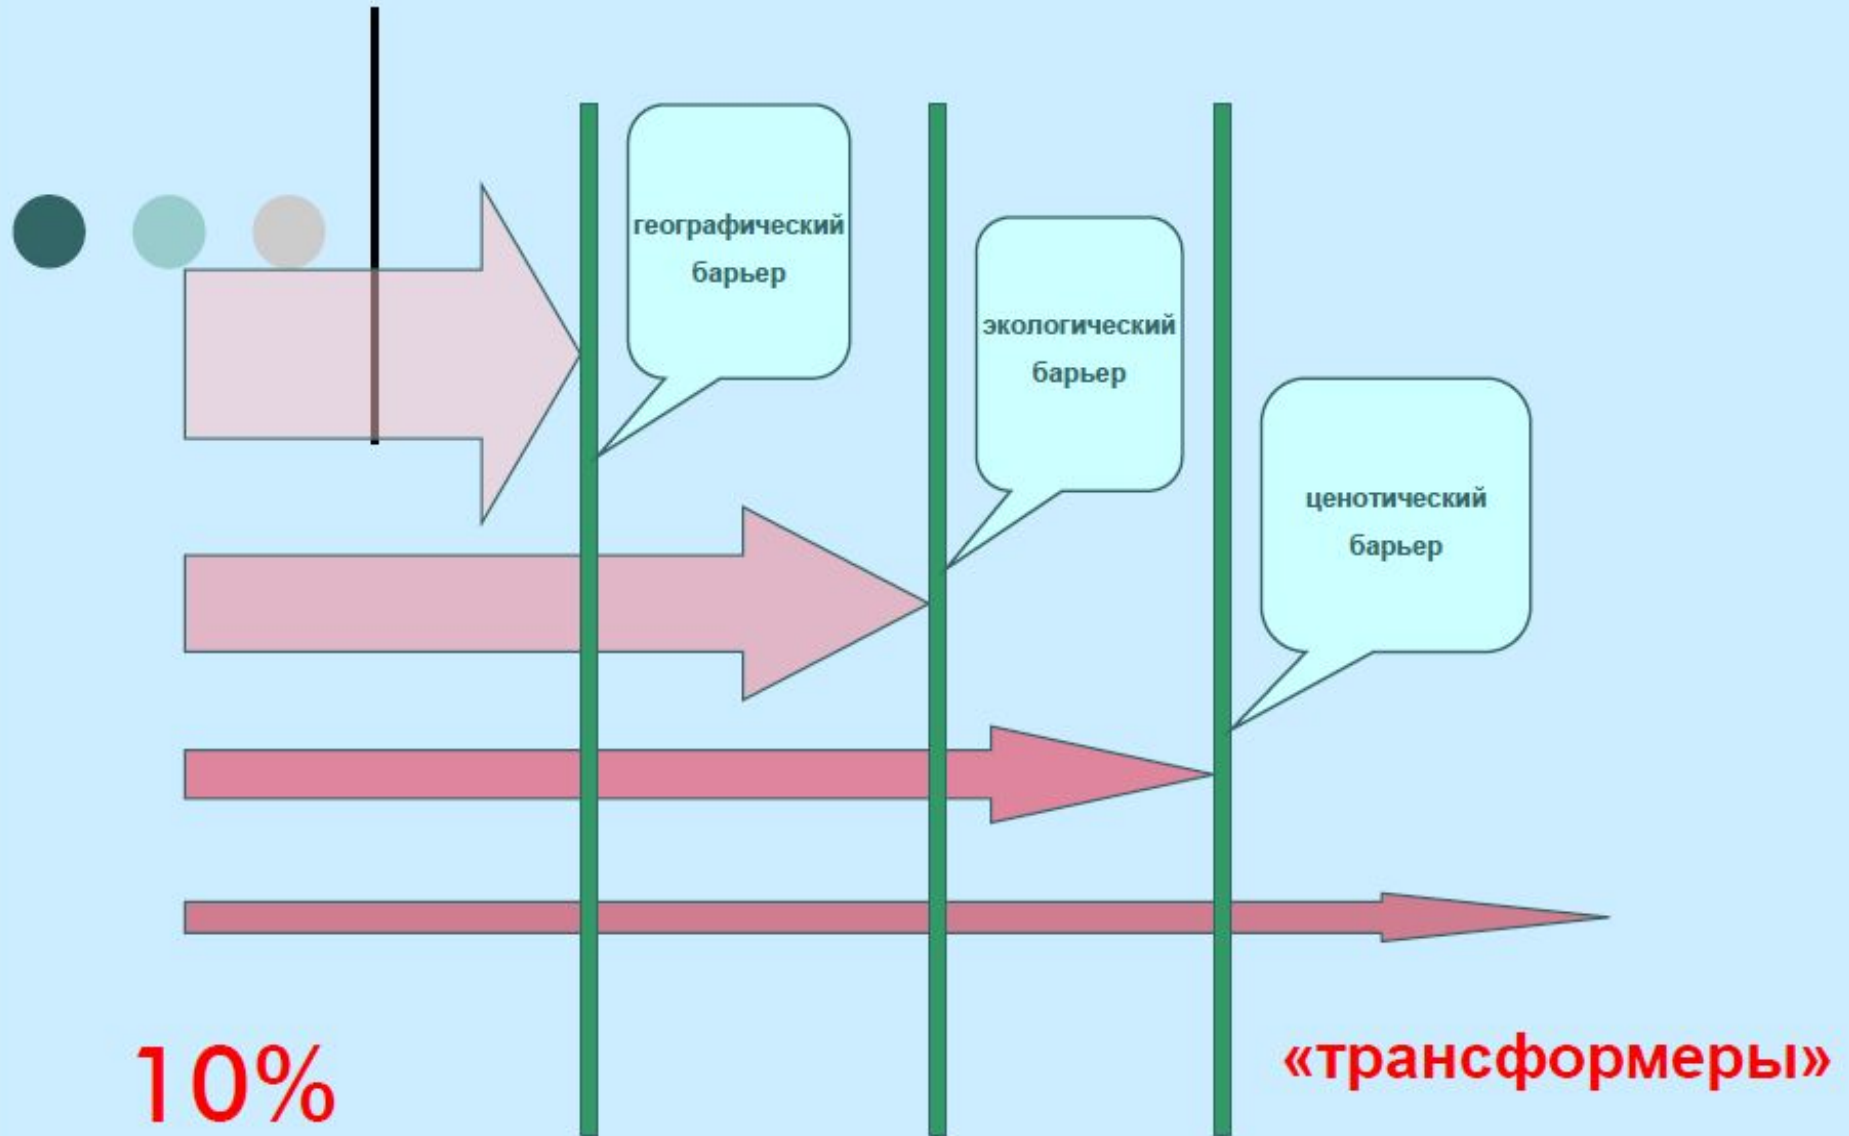 географический
барьер
экологический
барьер
ценотический
барьер
10%
«трансформеры»